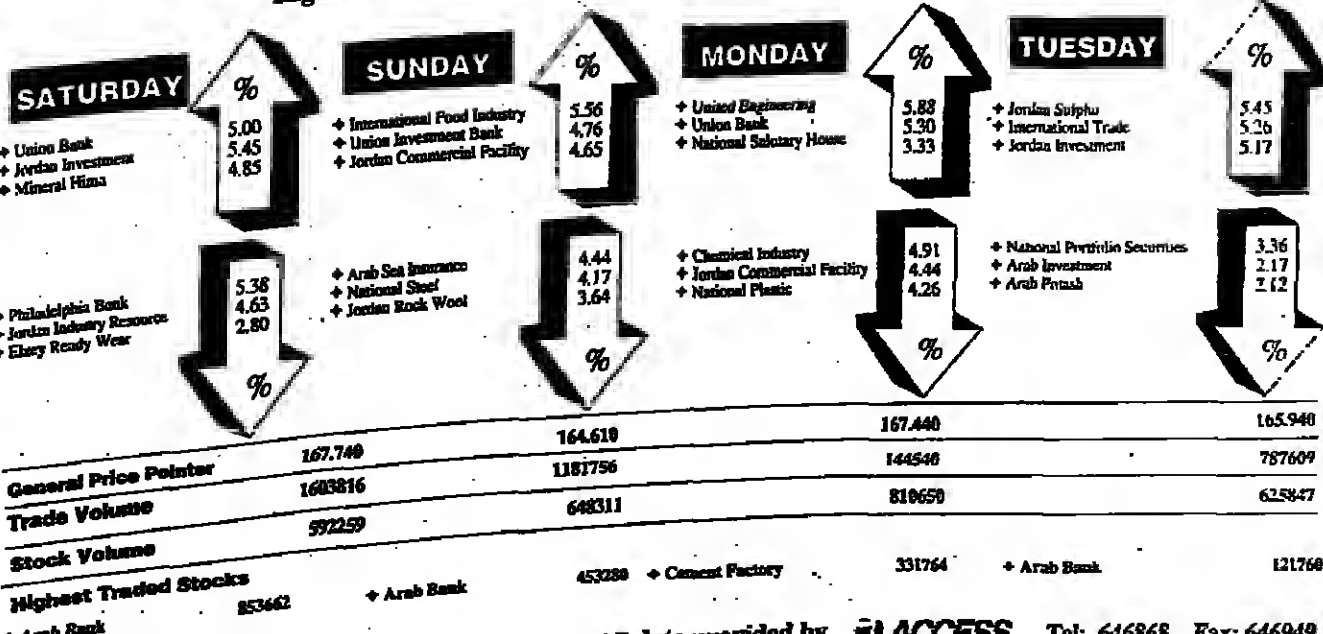 SATURDAY
%
+ Union Bank 5.00
+ Jordan Investment 5.45
+ Mineral Hima 4.85
+ Philadelphia Bank 5.38
+ Jordan Industry Resource 4.63
Ready Wear 2.80
%
SUNDAY
%
+ International Food Industry 5.56
+ Union Investment Bank 4.76
+ Jordan Commercial Facility 4.65
+ Arab Sea Insurance 4.44
+ National Steel 4.17
+ Jordan Rock Wool 3.64
%
MONDAY
%
+ United Engineering 5.88
+ Union Bank 5.30
+ National Salutary House 3.33
+ Chemical Industry 4.91
+ Jordan Commercial Facility 4.44
+ National Plastic 4.26
%
TUESDAY
%
+ Jordan Sulpho 5.45
+ International Trade 5.26
+ Jordan Investment 5.17
+ National Portfolio Securities 3.36
+ Arab Investment 2.17
+ Arab Potash 2.12
%
General Price Pointer 167.740 164.610 167.440 165.940
Trade Volume 1603816 1181756 144540 787609
Stock Volume 592259 648311 810650 625847
Highest Traded Stocks
Arab Bank 853662 + Arab Bank 453280 + Cement Factory 331764 + Arab Bank 121760
provided by ACCESS Tel: 646868 Fax: 646949